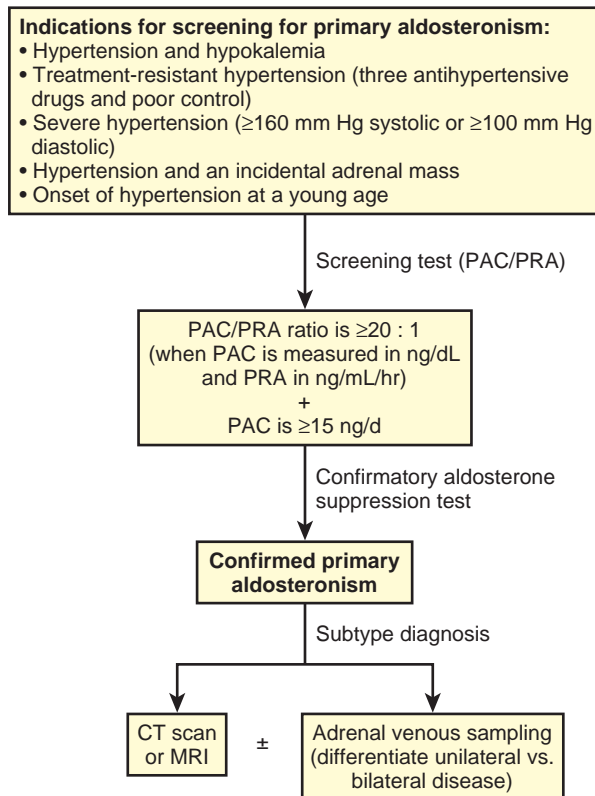 Indications for screening for primary aldosteronism:
• Hypertension and hypokalemia
• Treatment-resistant hypertension (three antihypertensive
drugs and poor control)
• Severe hypertension (≥160 mm Hg systolic or ≥100 mm Hg
diastolic)
• Hypertension and an incidental adrenal mass
• Onset of hypertension at a young age
Screening test (PAC/PRA)
PAC/PRA ratio is ≥20 : 1
(when PAC is measured in ng/dL
and PRA in ng/mL/hr)
+
PAC is ≥15 ng/d
Confirmatory aldosterone
suppression test
Confirmed primary
aldosteronism
Subtype diagnosis
CT scan
or MRI
±
Adrenal venous sampling
(differentiate unilateral vs.
bilateral disease)